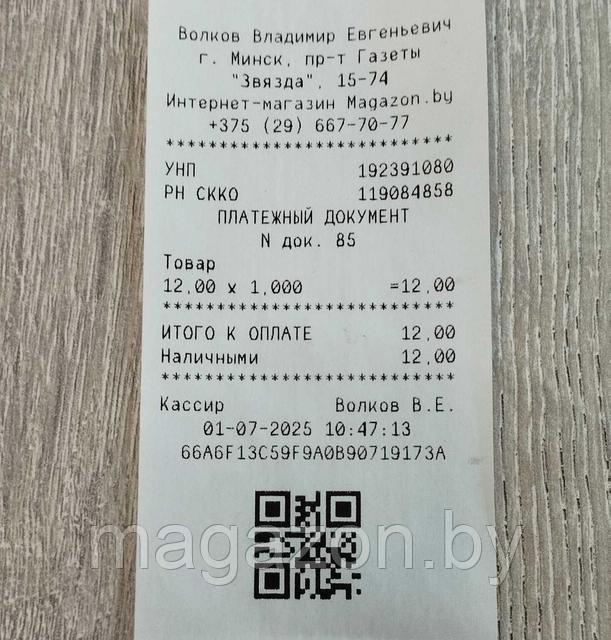 Волков Владимир Евгеньевич
г. Минск, пр-т Газеты
"Звязда", 15-74
Интернет-магазин Magazon.by
+375 (29) 667-70-77
***************************
УНП 192391080
РН СККО 119084858
ПЛАТЕЖНЫЙ ДОКУМЕНТ
N док. 85
Товар
12,00 x 1,000 =12,00
***************************
ИТОГО К ОПЛАТЕ 12,00
Наличными 12,00
***************************
Кассир Волков В.Е.
01-07-2025 10:47:13
66A6F13C59F9A0B90719173A
magazon.by